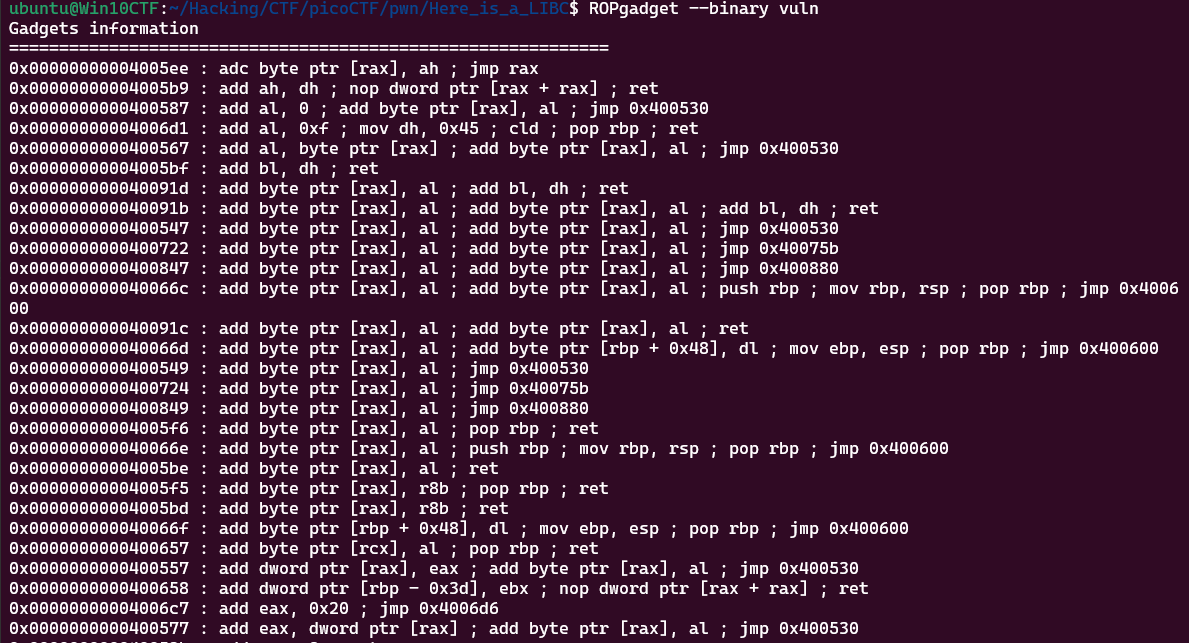 ubuntu@Win10CTF:~/Hacking/CTF/picoCTF/pwn/Here_is_a_LIBC$ ROPgadget --binary vuln
Gadgets information
============================================================
0x00000000004005ee : adc byte ptr [rax], ah ; jmp rax
0x00000000004005b9 : add ah, dh ; nop dword ptr [rax + rax] ; ret
0x0000000000400587 : add al, 0 ; add byte ptr [rax], al ; jmp 0x400530
0x00000000004006d1 : add al, 0xf ; mov dh, 0x45 ; cld ; pop rbp ; ret
0x0000000000400567 : add al, byte ptr [rax] ; add byte ptr [rax], al ; jmp 0x400530
0x00000000004005bf : add bl, dh ; ret
0x000000000040091d : add byte ptr [rax], al ; add bl, dh ; ret
0x000000000040091b : add byte ptr [rax], al ; add byte ptr [rax], al ; add bl, dh ; ret
0x0000000000400547 : add byte ptr [rax], al ; add byte ptr [rax], al ; jmp 0x400530
0x0000000000400722 : add byte ptr [rax], al ; add byte ptr [rax], al ; jmp 0x40075b
0x0000000000400847 : add byte ptr [rax], al ; add byte ptr [rax], al ; jmp 0x400880
0x000000000040066c : add byte ptr [rax], al ; add byte ptr [rax], al ; push rbp ; mov rbp, rsp ; pop rbp ; jmp 0x4006
00
0x000000000040091c : add byte ptr [rax], al ; add byte ptr [rax], al ; ret
0x000000000040066d : add byte ptr [rax], al ; add byte ptr [rbp + 0x48], dl ; mov ebp, esp ; pop rbp ; jmp 0x400600
0x0000000000400549 : add byte ptr [rax], al ; jmp 0x400530
0x0000000000400724 : add byte ptr [rax], al ; jmp 0x40075b
0x0000000000400849 : add byte ptr [rax], al ; jmp 0x400880
0x00000000004005f6 : add byte ptr [rax], al ; pop rbp ; ret
0x000000000040066e : add byte ptr [rax], al ; push rbp ; mov rbp, rsp ; pop rbp ; jmp 0x400600
0x00000000004005be : add byte ptr [rax], al ; ret
0x00000000004005f5 : add byte ptr [rax], r8b ; pop rbp ; ret
0x00000000004005bd : add byte ptr [rax], r8b ; ret
0x000000000040066f : add byte ptr [rbp + 0x48], dl ; mov ebp, esp ; pop rbp ; jmp 0x400600
0x0000000000400657 : add byte ptr [rcx], al ; pop rbp ; ret
0x0000000000400557 : add dword ptr [rax], eax ; add byte ptr [rax], al ; jmp 0x400530
0x0000000000400658 : add dword ptr [rbp - 0x3d], ebx ; nop dword ptr [rax + rax] ; ret
0x00000000004006c7 : add eax, 0x20 ; jmp 0x4006d6
0x0000000000400577 : add eax, dword ptr [rax] ; add byte ptr [rax], al ; jmp 0x400530